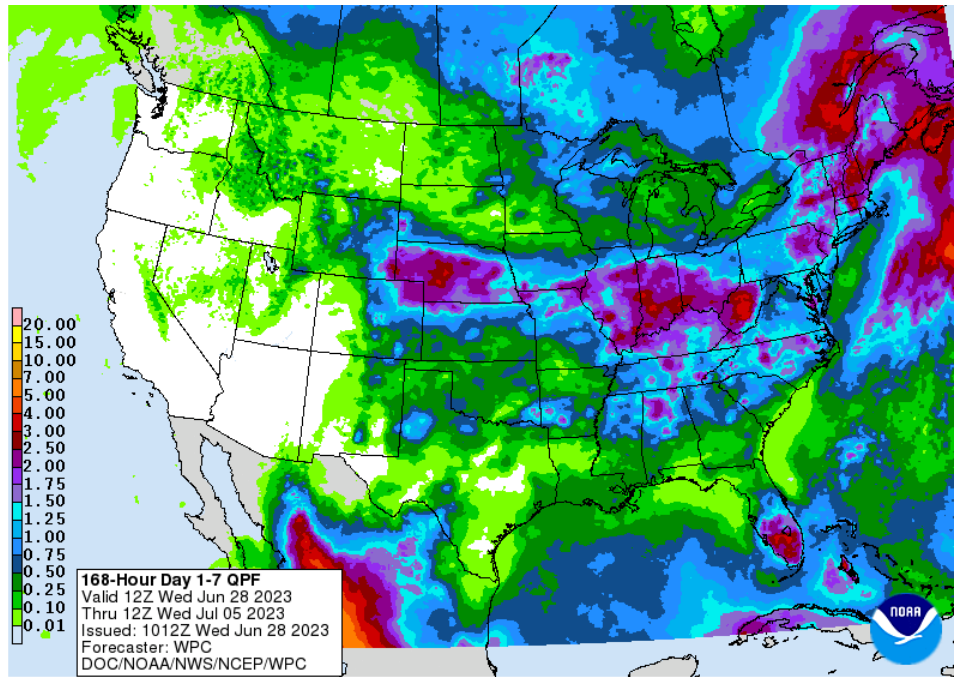 20.00
15.00
10.00
7.00
5.00
4.00
3.00
2.50
2.00
1.75
1.50
1.25
1.00
0.75
0.50
0.25
0.10
0.01
168-Hour Day 1-7 QPF
Valid 12Z Wed Jun 28 2023
Thru 12Z Wed Jul 05 2023
Issued: 1012Z Wed Jun 28 2023
Forecaster: WPC
DOC/NOAA/NWS/NCEP/WPC
NOAA